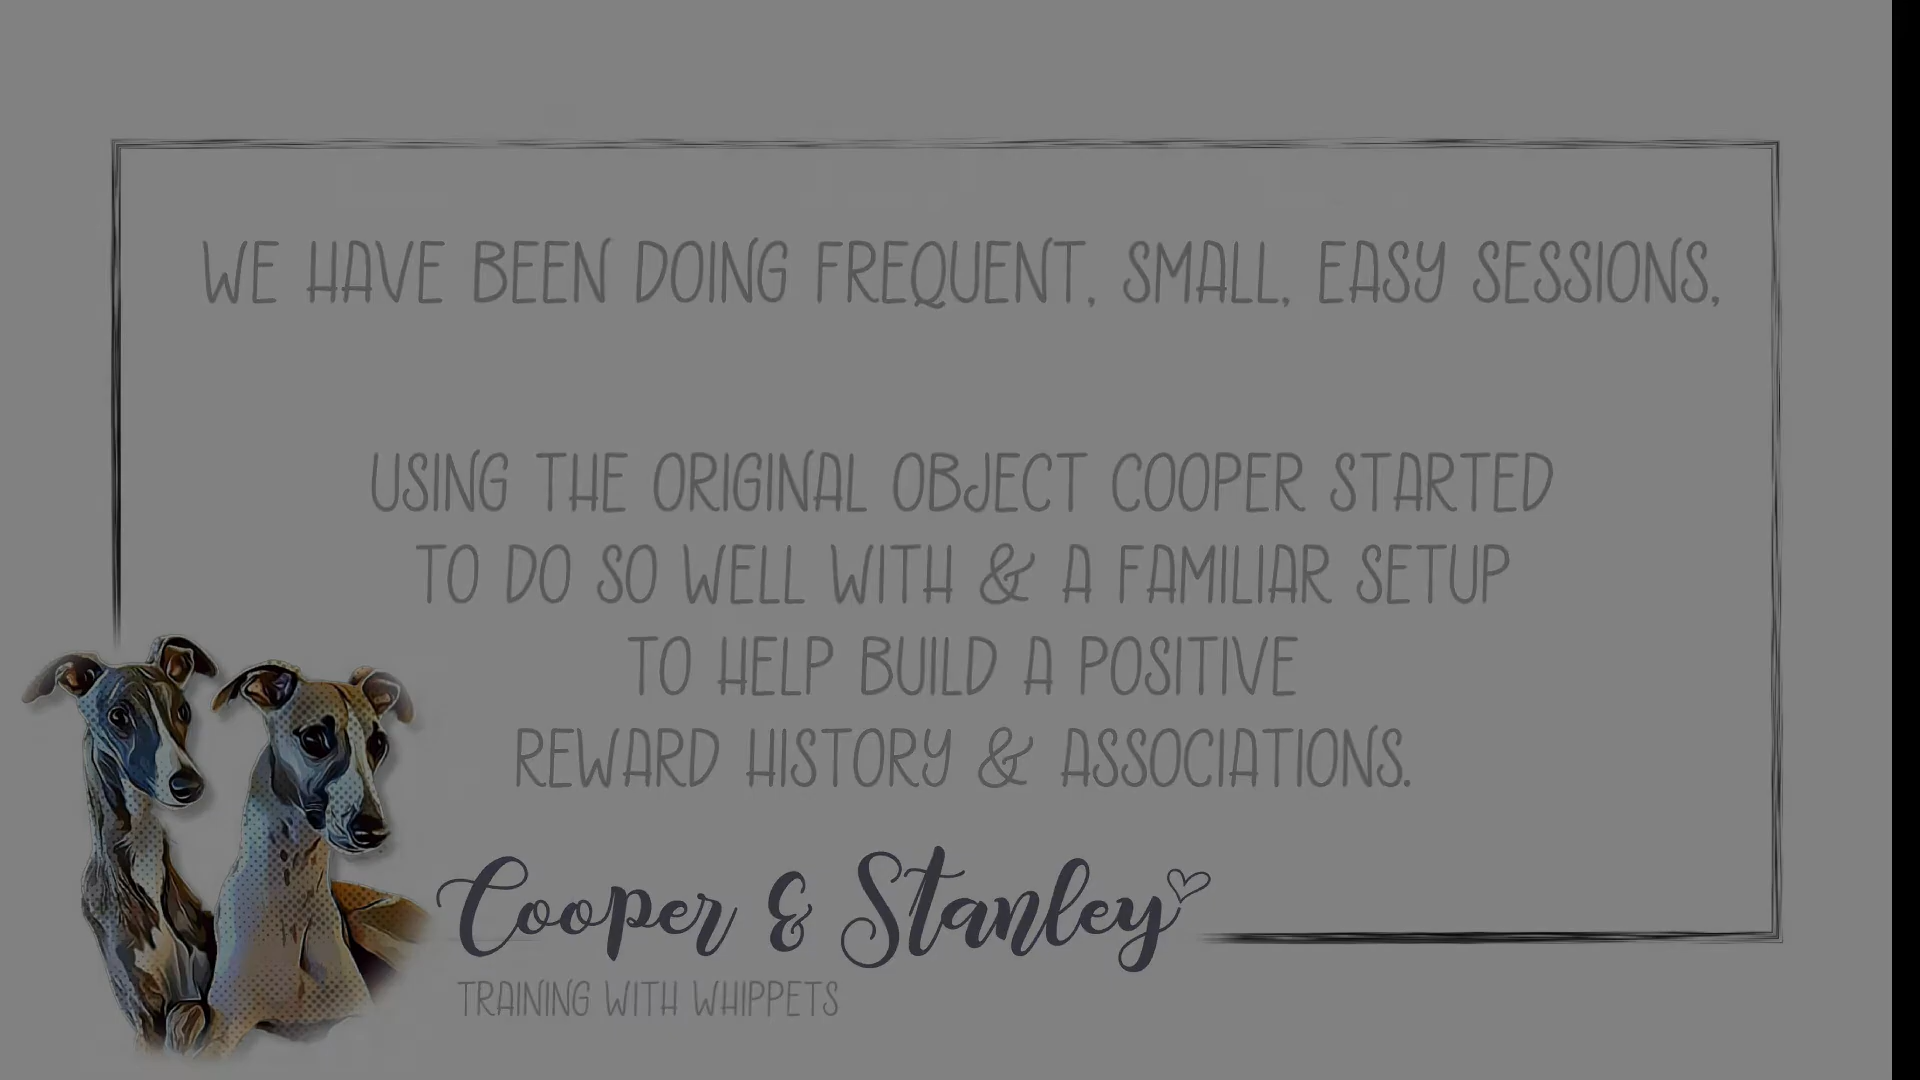 WE HAVE BEEN DOING FREQUENT, SMALL, EASY SESSIONS,
USING THE ORIGINAL OBJECT COOPER STARTED
TO DO SO WELL WITH & A FAMILIAR SETUP
TO HELP BUILD A POSITIVE
REWARD HISTORY & ASSOCIATIONS.
Cooper & Stanley
TRAINING WITH WHIPPETS